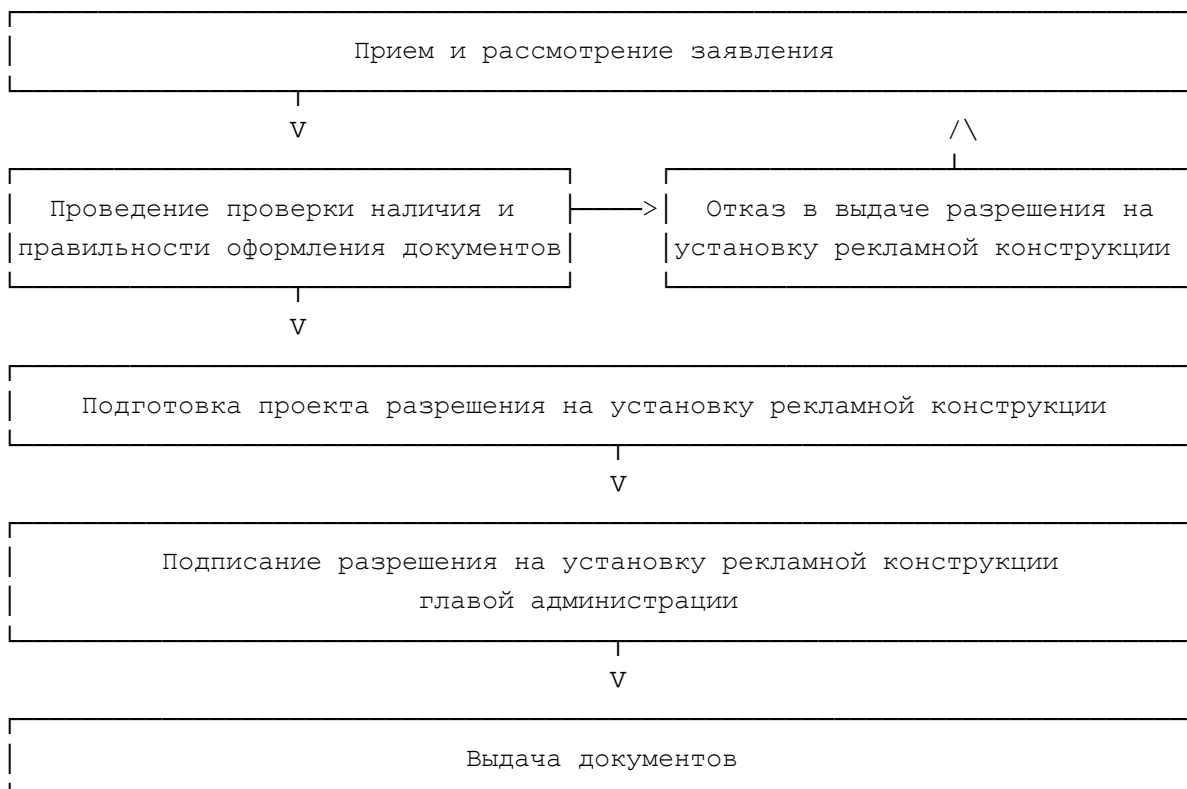 Прием и рассмотрение заявления
V /\
Проведение проверки наличия и
правильности оформления документов
>
Отказ в выдаче разрешения на
установку рекламной конструкции
V
Подготовка проекта разрешения на установку рекламной конструкции
V
Подписание разрешения на установку рекламной конструкции
главой администрации
V
Выдача документов